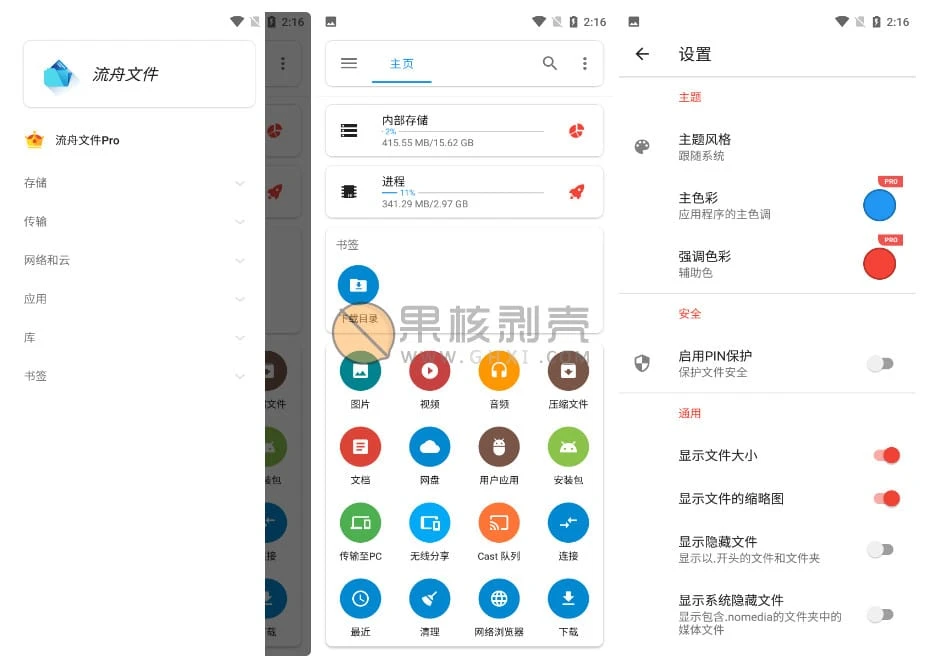 2:16
流舟文件
流舟文件Pro
存储
传输
网络和云
应用
库
书签
文件
装包
接
载
2:16
主页
内部存储
2%
415.55 MB/15.62 GB
进程
11%
341.29 MB/2.97 GB
书签
下载目录
果核剥壳
WWW.GHXI.COM
图片
视频
音频
压缩文件
文档
网盘
用户应用
安装包
传输至PC
无线分享
Cast 队列
连接
最近
清理
网络浏览器
下载
2:16
设置
主题
主题风格
跟随系统
PRO
主色彩
应用程序的主色调
PRO
强调色彩
辅助色
安全
启用PIN保护
保护文件安全
通用
显示文件大小
显示文件的缩略图
显示隐藏文件
显示以.开头的文件和文件夹
显示系统隐藏文件
显示包含.nomedia的文件夹中的
媒体文件